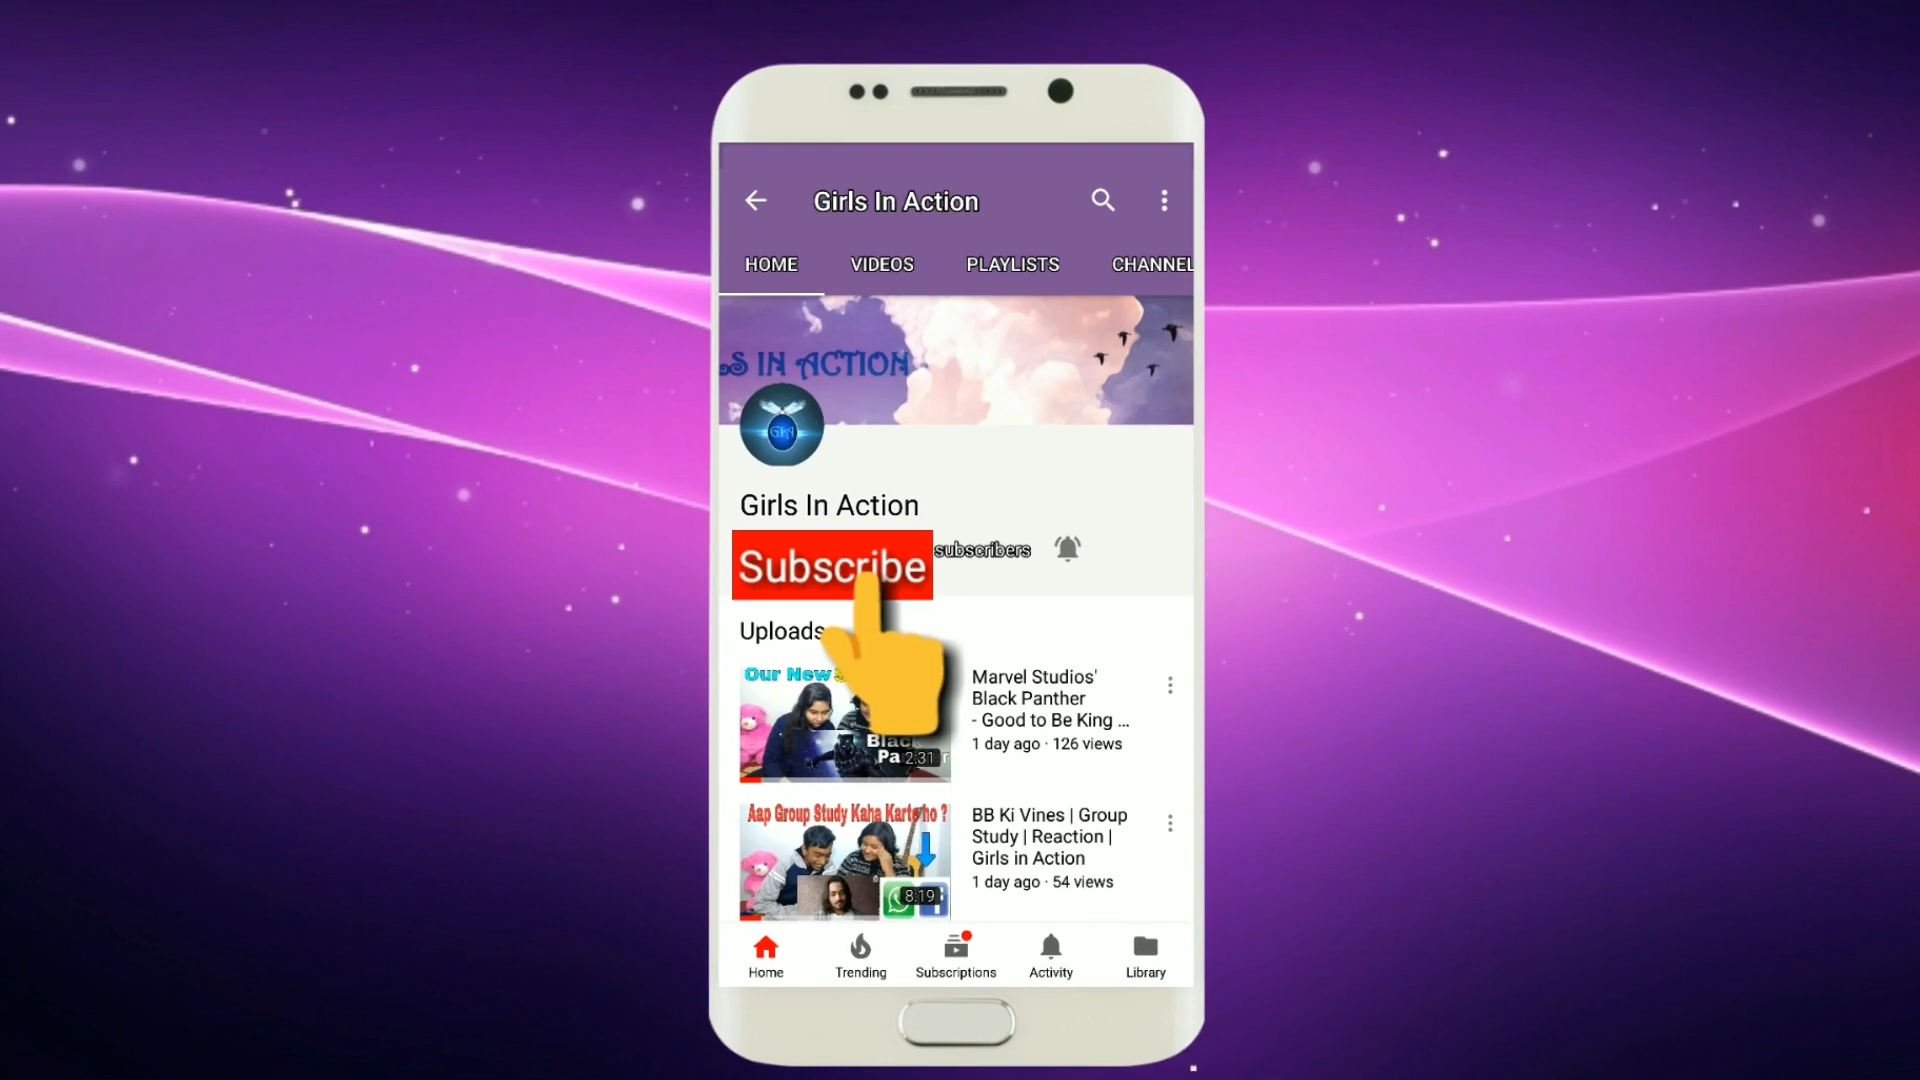 Girls In Action
HOME VIDEOS PLAYLISTS CHANNEL
S IN ACTION
GIA
Girls In Action
Subscribe subscribers
Uploads
Our New
Black
Pa r
2:31
Marvel Studios'
Black Panther
- Good to Be King ...
1 day ago · 126 views
Aap Group Study Kaha Karte ho ?
8:19
BB Ki Vines | Group
Study | Reaction |
Girls in Action
1 day ago · 54 views
Home Trending Subscriptions Activity Library